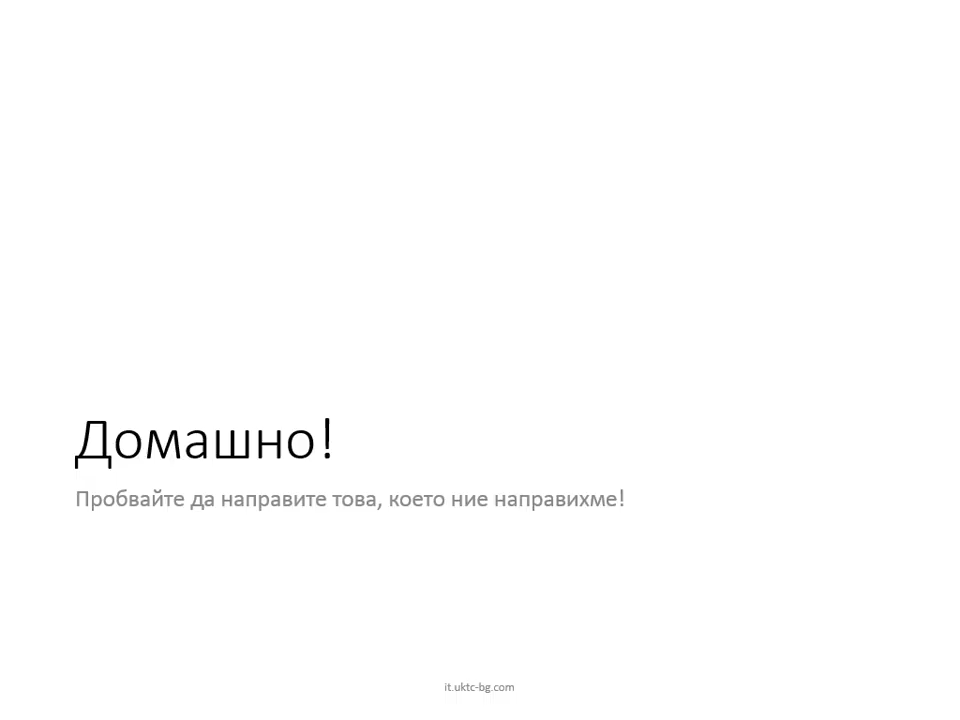 Домашно!
Пробвайте да направите това, което ние направихме!
it.uktc-bg.com